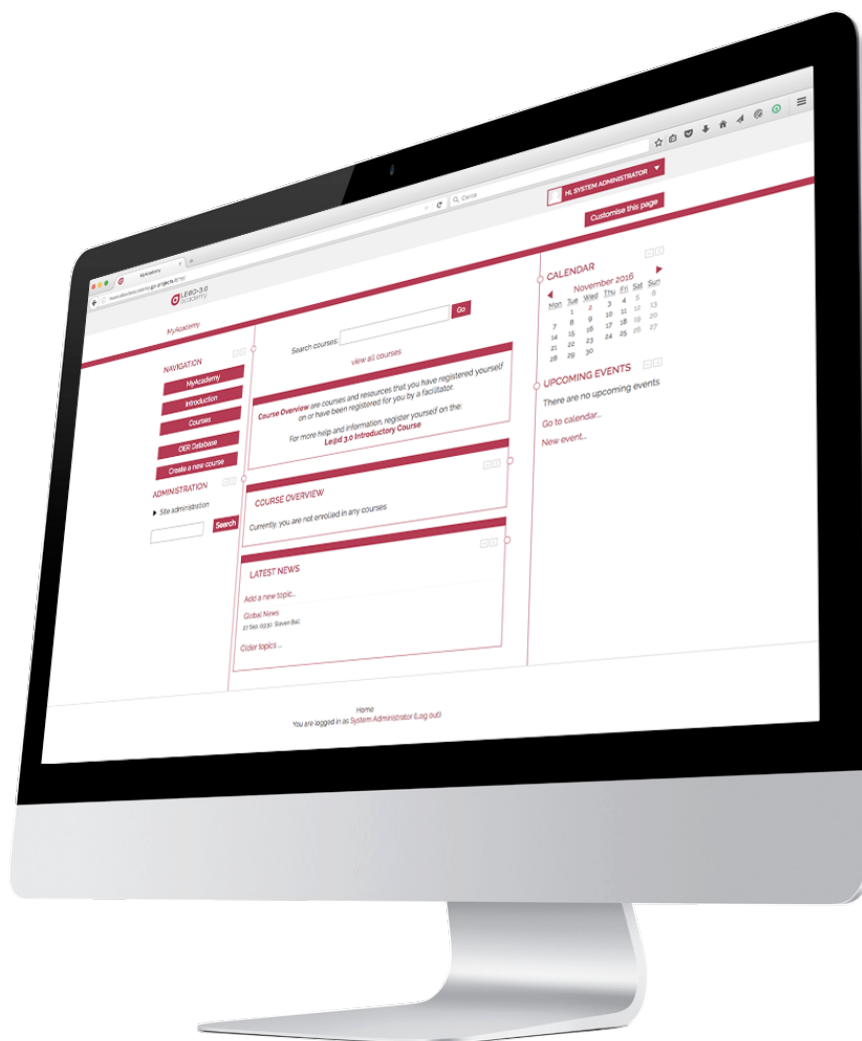 MyAcademy
Cerca
LE@D-3.0
academy
HI, SYSTEM ADMINISTRATOR
Customise this page
MyAcademy
NAVIGATION
MyAcademy
Introduction
Courses
OER Database
Create a new course
ADMINISTRATION
Site administration
Search
Search courses:
Go
view all courses
Course Overview are courses and resources that you have registered yourself
on or have been registered for you by a facilitator.
For more help and information, register yourself on the:
Le@d 3.0 Introductory Course
COURSE OVERVIEW
Currently, you are not enrolled in any courses
LATEST NEWS
Add a new topic...
Global News
Older topics ...
CALENDAR
November 2016
Mon Tue Wed Thu Fri Sat Sun
1 2 3 4 5 6
7 8 9 10 11 12 13
14 15 16 17 18 19 20
21 22 23 24 25 26 27
28 29 30
UPCOMING EVENTS
There are no upcoming events
Go to calendar...
New event...
Home
You are logged in as System Administrator (Log out)